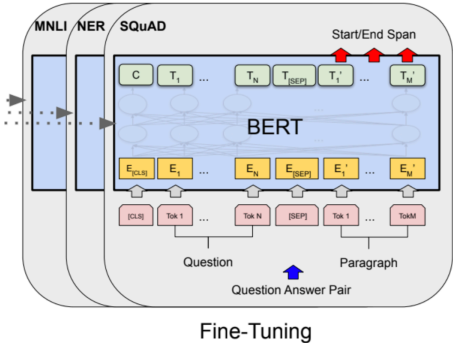 MNLI NER SQuAD
Start/End Span
C T1 ... TN T[SEP] T1' ... TM'
BERT
E[CLS] E1 ... EN E[SEP] E1' ... EM'
[CLS] Tok 1 ... Tok N [SEP] Tok 1 ... TokM
Question Paragraph
Question Answer Pair
Fine-Tuning